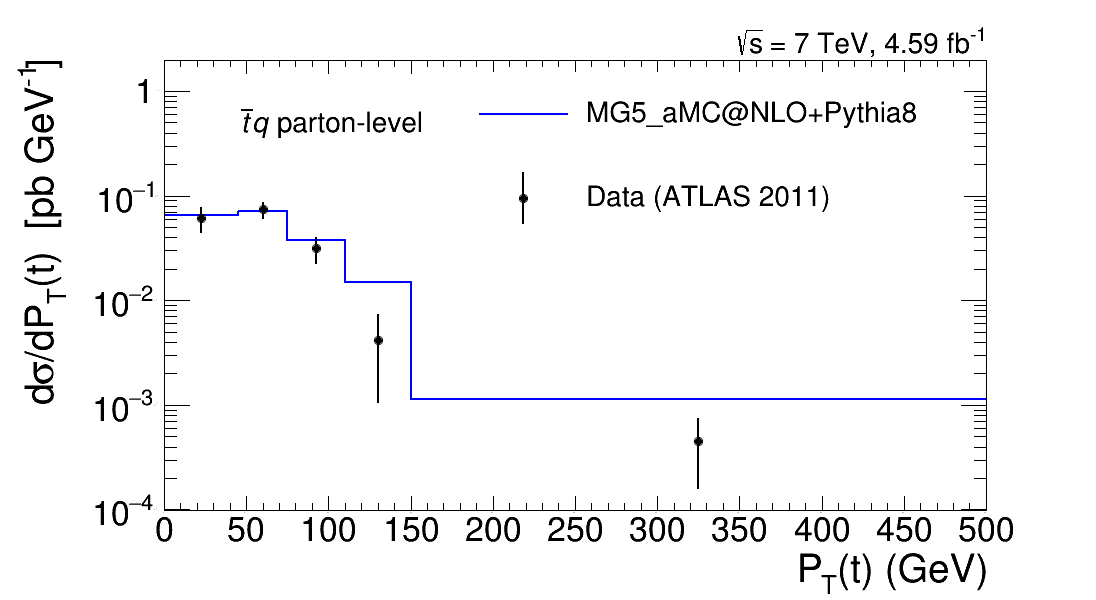 √s = 7 TeV, 4.59 fb⁻¹
t̄q parton-level
MG5_aMC@NLO+Pythia8
Data (ATLAS 2011)
dσ/dP_T(t) [pb GeV⁻¹]
1
10⁻¹
10⁻²
10⁻³
10⁻⁴
0 50 100 150 200 250 300 350 400 450 500
P_T(t) (GeV)